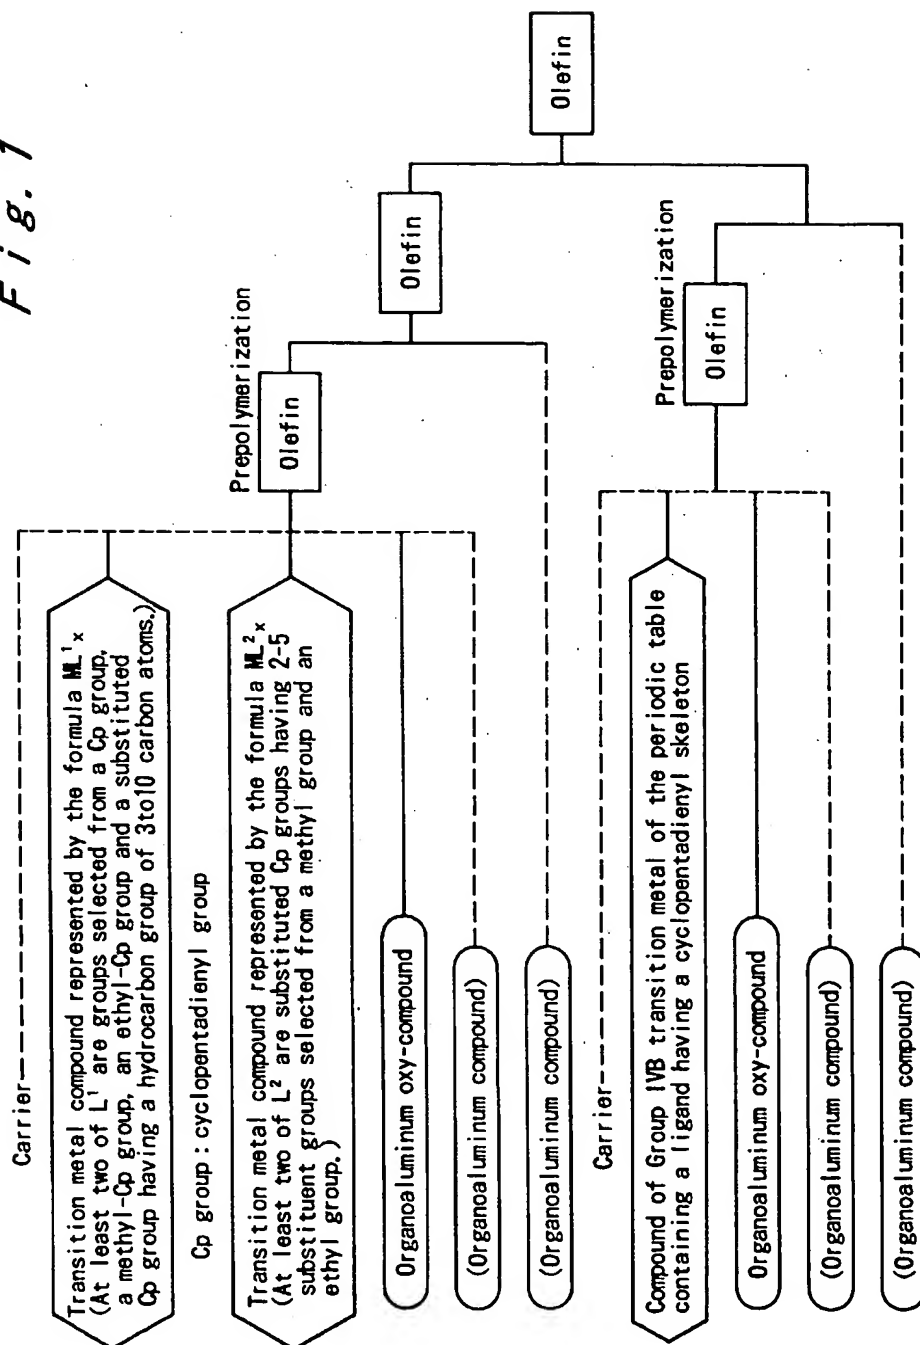 Fig. 1
Carrier
Transition metal compound represented by the formula ML¹x
(At least two of L¹ are groups selected from a Cp group,
a methyl-Cp group, an ethyl-Cp group and a substituted
Cp group having a hydrocarbon group of 3to10 carbon atoms.)
Cp group:cyclopentadienyl group
Transition metal compound represented by the formula ML²x
(At least two of L² are substituted Cp groups having 2-5
substituent groups selected from a methyl group and an
ethyl group.)
Organoaluminum oxy-compound
(Organoaluminum compound)
(Organoaluminum compound)
Prepolymerization
Olefin
Olefin
Olefin
Carrier
Compound of Group IVB transition metal of the periodic table
containing a ligand having a cyclopentadienyl skeleton
Organoaluminum oxy-compound
(Organoaluminum compound)
(Organoaluminum compound)
Prepolymerization
Olefin